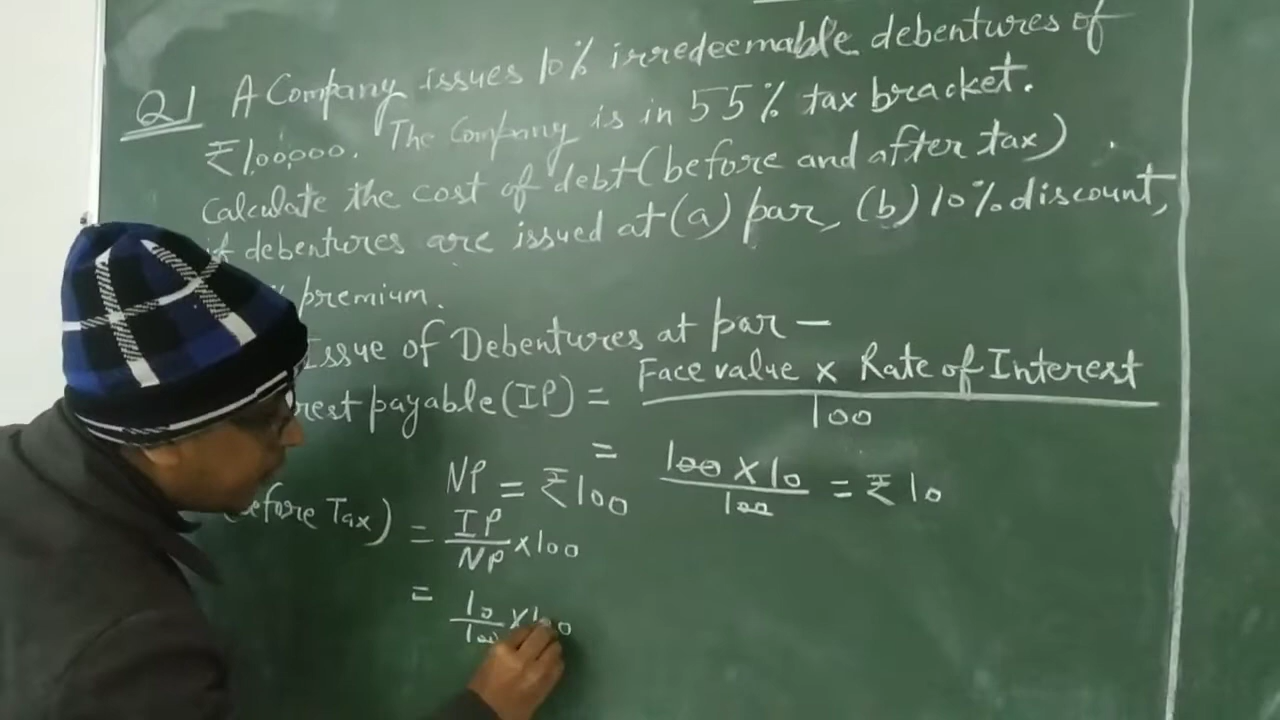 Q1 A Company issues 10% irredeemable debentures of
₹1,00,000. The Company is in 55% tax bracket.
Calculate the cost of debt (before and after tax)
if debentures are issued at (a) par, (b) 10% discount,
premium.
Issue of Debentures at par —
payable (IP) = Face value x Rate of Interest
100
= 100 X 10 / 100 = ₹10
NP = ₹100
Tax) = IP / NP x 100
= 10 / 100 x 100